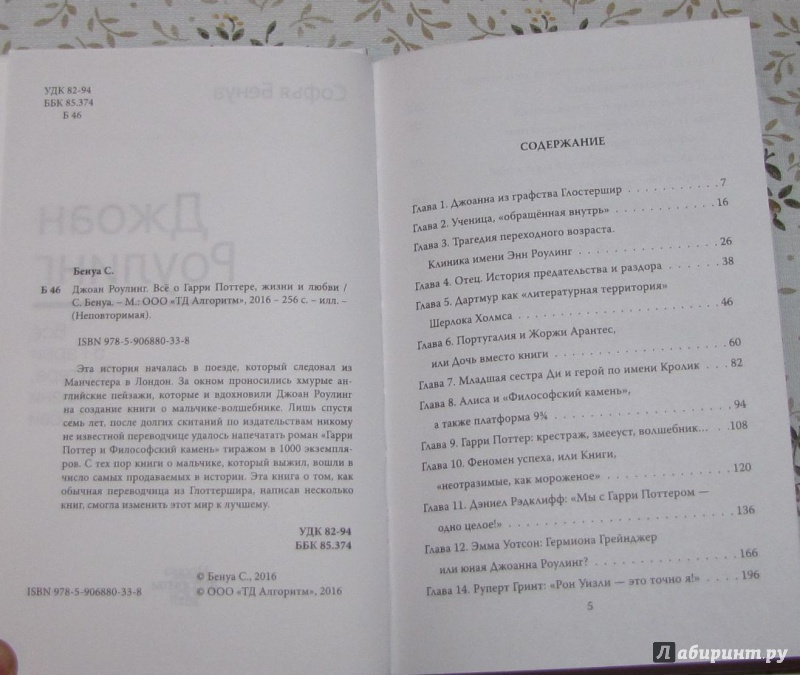 УДК 82-94
ББК 85.374
Б 46
Софья Бенуа
Джоан
Роулинг
Бенуа С.
Б 46 Джоан Роулинг. Всё о Гарри Поттере, жизни и любви /
С. Бенуа. – М.: ООО «ТД Алгоритм», 2016 – 256 с. – илл. –
(Неповторимая).
ISBN 978-5-906880-33-8
Эта история началась в поезде, который следовал из
Манчестера в Лондон. За окном проносились хмурые ан-
глийские пейзажи, которые и вдохновили Джоан Роулинг
на создание книги о мальчике-волшебнике. Лишь спустя
семь лет, после долгих скитаний по издательствам никому
не известной переводчице удалось напечатать роман «Гарри
Поттер и Философский камень» тиражом в 1000 экземпля-
ров. С тех пор книги о мальчике, который выжил, вошли в
число самых продаваемых в истории. Эта книга о том, как
обычная переводчица из Глоттершира, написав несколько
книг, смогла изменить этот мир к лучшему.
УДК 82-94
ББК 85.374
© Бенуа С., 2016
ISBN 978-5-906880-33-8 © ООО «ТД Алгоритм», 2016
СОДЕРЖАНИЕ
Глава 1. Джоанна из графства Глостершир . . . . . . . . . . 7
Глава 2. Ученица, «обращённая внутрь» . . . . . . . . . . . 16
Глава 3. Трагедия переходного возраста.
Клиника имени Энн Роулинг . . . . . . . . . . . . . . . 26
Глава 4. Отец. История предательства и раздора . . . . . . 38
Глава 5. Дартмур как «литературная территория»
Шерлока Холмса . . . . . . . . . . . . . . . . . . . . . 46
Глава 6. Португалия и Жоржи Арантес,
или Дочь вместо книги . . . . . . . . . . . . . . . . . . 60
Глава 7. Младшая сестра Ди и герой по имени Кролик . . . . 82
Глава 8. Алиса и «Философский камень»,
а также платформа 9¾ . . . . . . . . . . . . . . . . . . 94
Глава 9. Гарри Поттер: крестраж, змееуст, волшебник… . . . 108
Глава 10. Феномен успеха, или Книги,
«неотразимые, как мороженое» . . . . . . . . . . . . . . 120
Глава 11. Дэниел Рэдклифф: «Мы с Гарри Поттером —
одно целое!» . . . . . . . . . . . . . . . . . . . . . . . 136
Глава 12. Эмма Уотсон: Гермиона Грейнджер
или юная Джоанна Роулинг? . . . . . . . . . . . . . . . 166
Глава 14. Руперт Гринт: «Рон Уизли — это точно я!» . . . . . 196
5
Лабиринт.ру